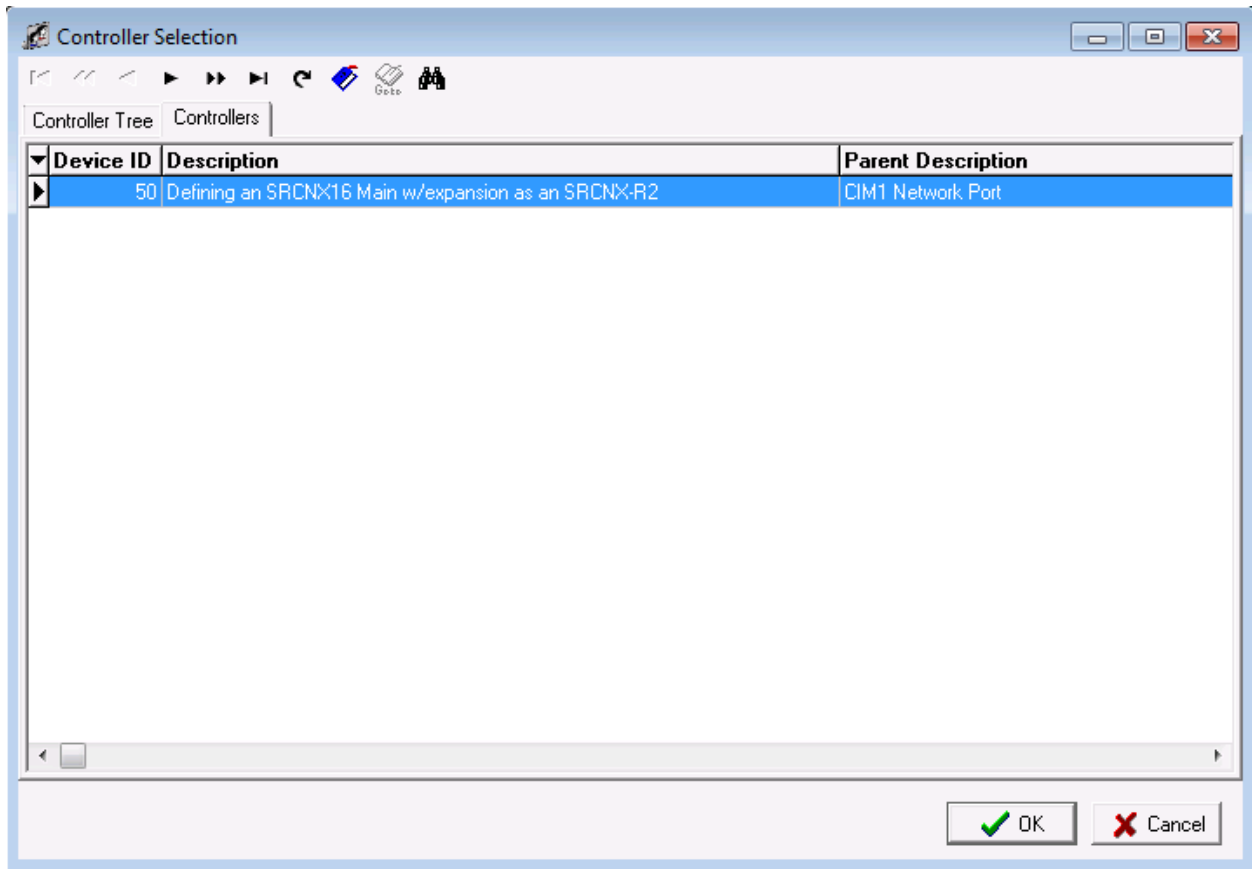 Controller Selection
Goto
Controller Tree Controllers
Device ID Description Parent Description
50 Defining an SRCNX16 Main w/expansion as an SRCNX-R2 CIM1 Network Port
OK Cancel